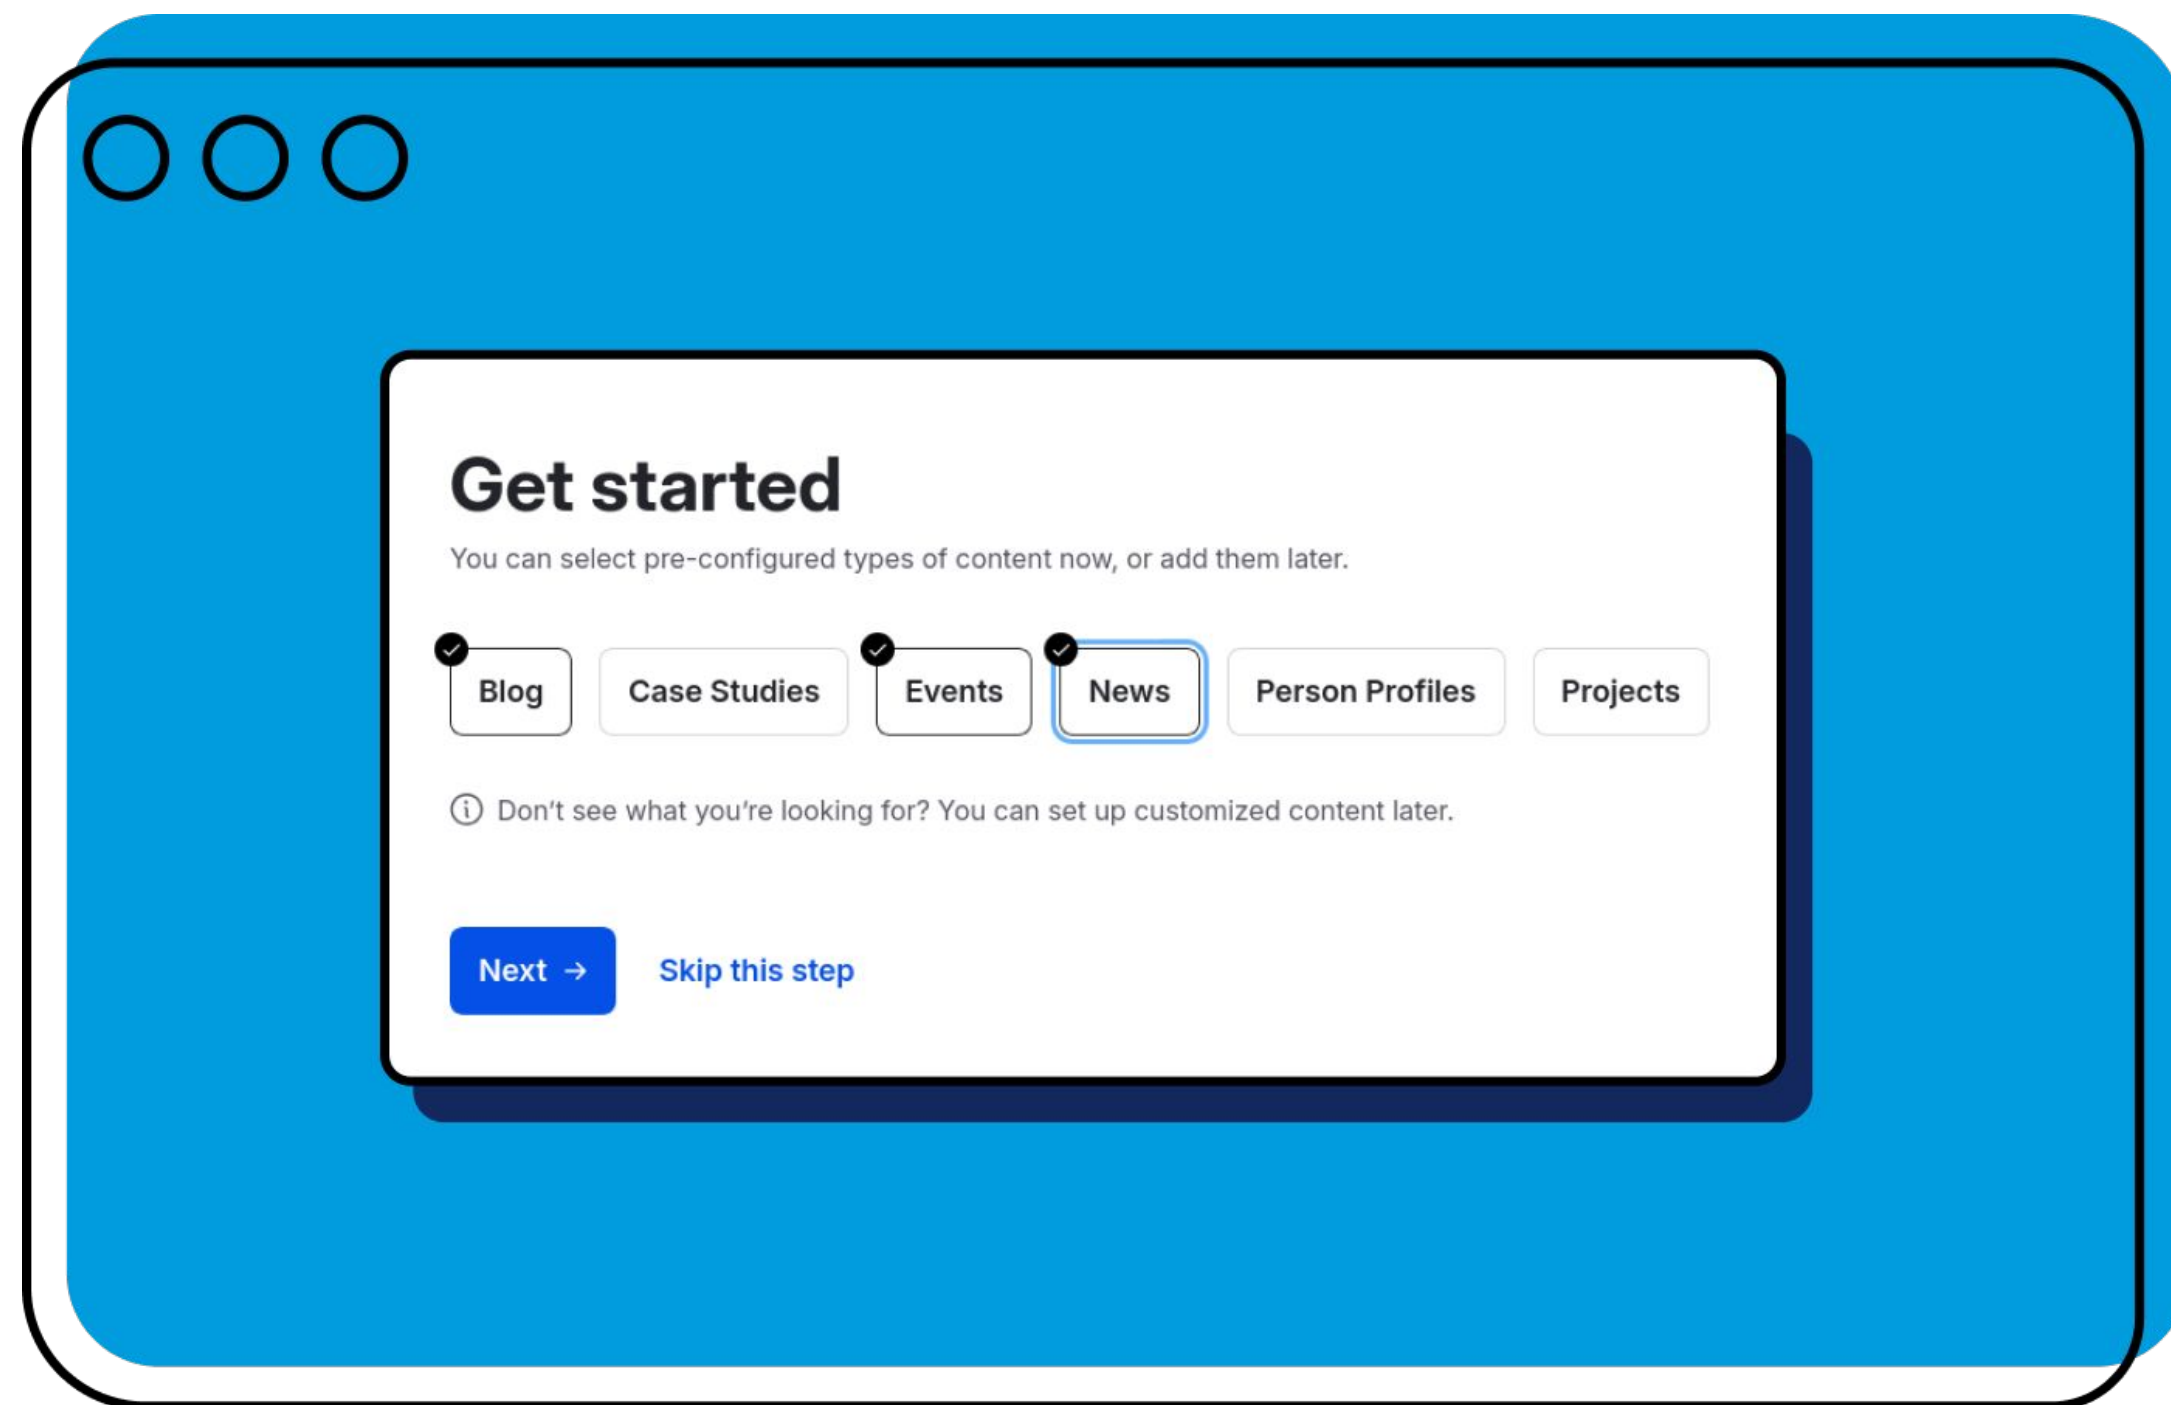 Get started
You can select pre-configured types of content now, or add them later.
Blog Case Studies Events News Person Profiles Projects
Don’t see what you’re looking for? You can set up customized content later.
Next → Skip this step